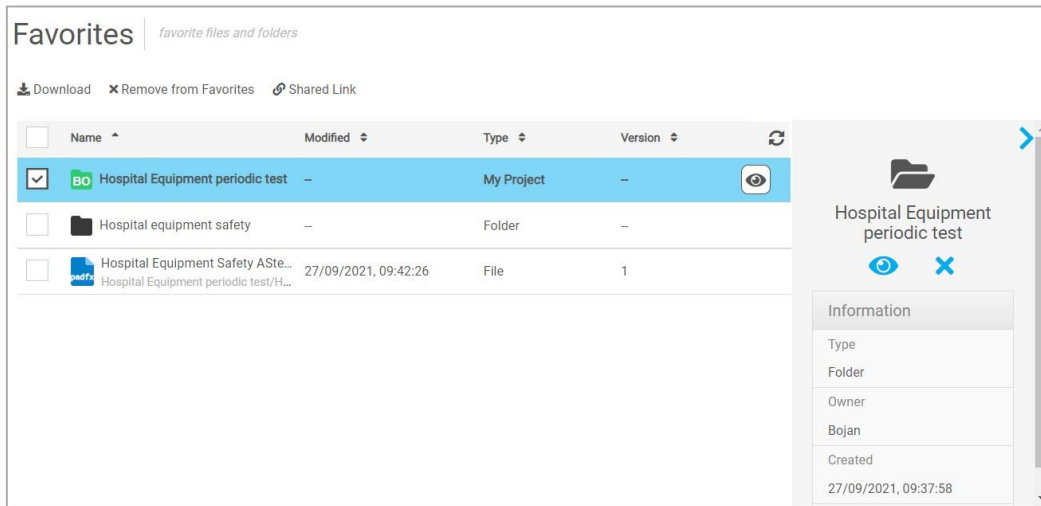 Favorites favorite files and folders
Download Remove from Favorites Shared Link
Name Modified Type Version
BO Hospital Equipment periodic test -- My Project --
Hospital equipment safety -- Folder --
padfx Hospital Equipment Safety ASte... 27/09/2021, 09:42:26 File 1
Hospital Equipment periodic test/H...
Hospital Equipment
periodic test
Information
Type
Folder
Owner
Bojan
Created
27/09/2021, 09:37:58